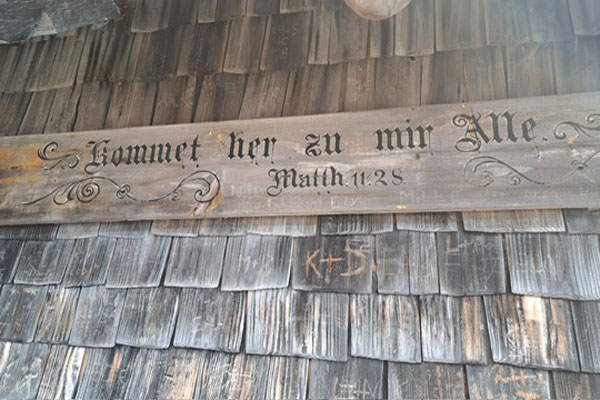 Kommet her zu mir Alle.
Matth. 11. 28.
K+D